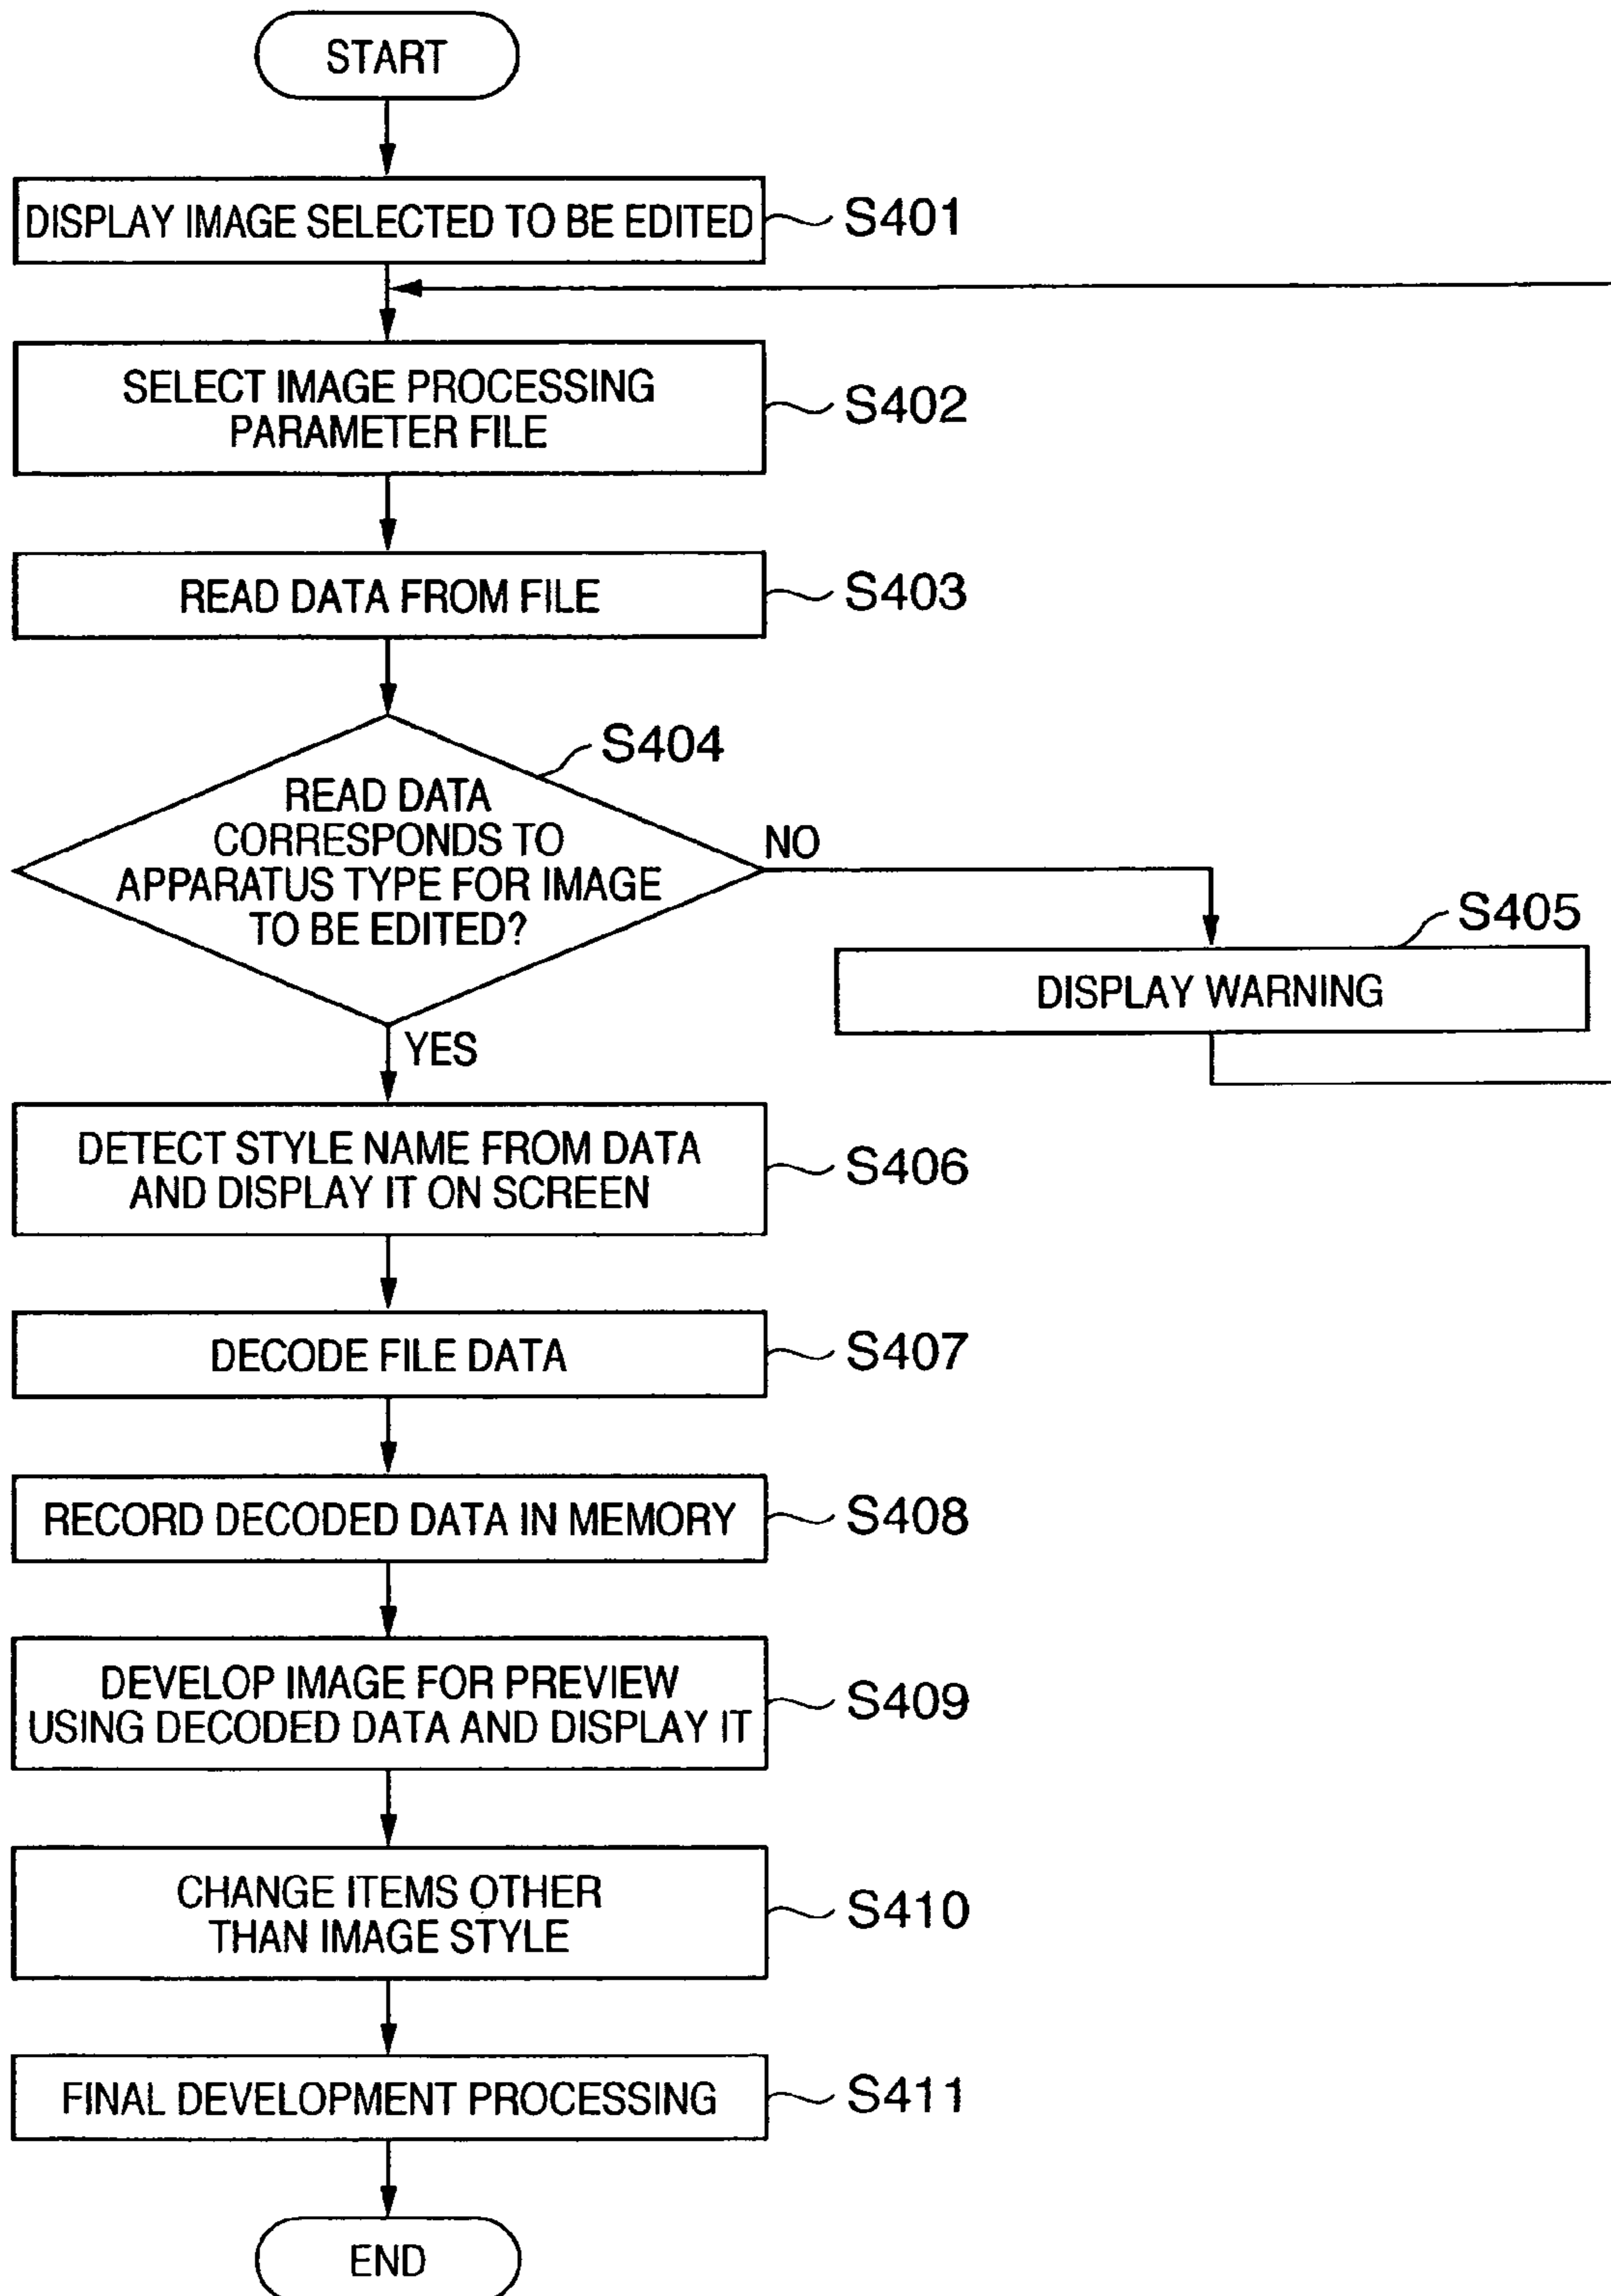 START
DISPLAY IMAGE SELECTED TO BE EDITED
S401
SELECT IMAGE PROCESSING
PARAMETER FILE
S402
READ DATA FROM FILE
S403
S404
READ DATA
CORRESPONDS TO
APPARATUS TYPE FOR IMAGE
TO BE EDITED?
NO
S405
DISPLAY WARNING
YES
DETECT STYLE NAME FROM DATA
AND DISPLAY IT ON SCREEN
S406
DECODE FILE DATA
S407
RECORD DECODED DATA IN MEMORY
S408
DEVELOP IMAGE FOR PREVIEW
USING DECODED DATA AND DISPLAY IT
S409
CHANGE ITEMS OTHER
THAN IMAGE STYLE
S410
FINAL DEVELOPMENT PROCESSING
S411
END